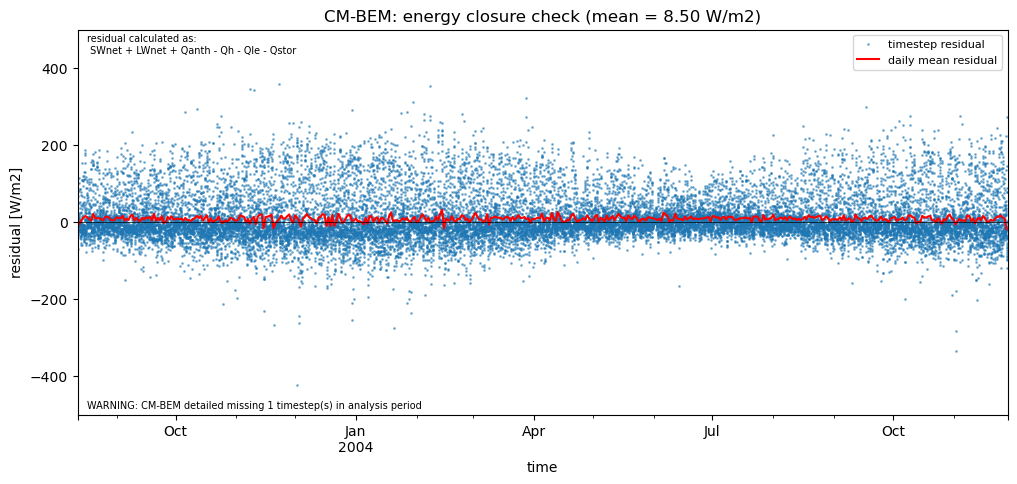 CM-BEM: energy closure check (mean = 8.50 W/m2)
residual calculated as:
SWnet + LWnet + Qanth - Qh - Qle - Qstor
timestep residual
daily mean residual
residual [W/m2]
400
200
0
−200
−400
WARNING: CM-BEM detailed missing 1 timestep(s) in analysis period
Oct
Jan
2004
Apr
Jul
Oct
time